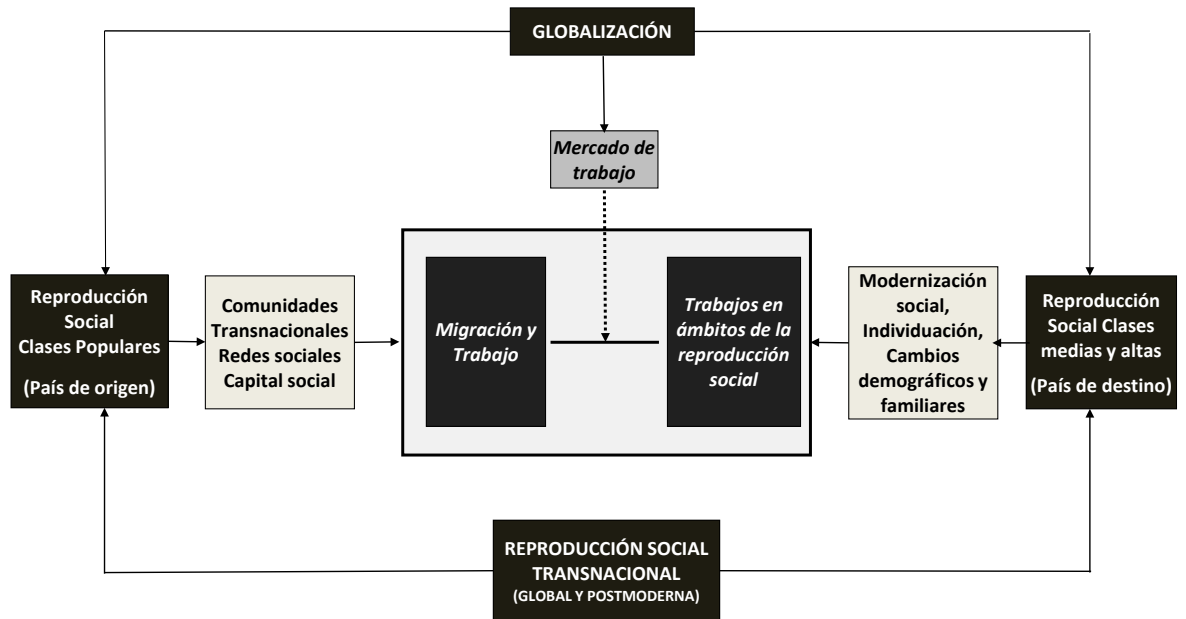 GLOBALIZACIÓN
Mercado de
trabajo
Reproducción
Social
Clases Populares
(País de origen)
Comunidades
Transnacionales
Redes sociales
Capital social
Migración y
Trabajo
Trabajos en
ámbitos de la
reproducción
social
Modernización
social,
Individuación,
Cambios
demográficos y
familiares
Reproducción
Social Clases
medias y altas
(País de destino)
REPRODUCCIÓN SOCIAL
TRANSNACIONAL
(GLOBAL Y POSTMODERNA)